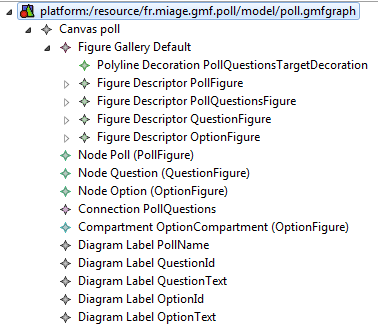 platform:/resource/fr.miage.gmf.poll/model/poll.gmfgraph
Canvas poll
Figure Gallery Default
Polyline Decoration PollQuestionsTargetDecoration
Figure Descriptor PollFigure
Figure Descriptor PollQuestionsFigure
Figure Descriptor QuestionFigure
Figure Descriptor OptionFigure
Node Poll (PollFigure)
Node Question (QuestionFigure)
Node Option (OptionFigure)
Connection PollQuestions
Compartment OptionCompartment (OptionFigure)
Diagram Label PollName
Diagram Label QuestionId
Diagram Label QuestionText
Diagram Label OptionId
Diagram Label OptionText